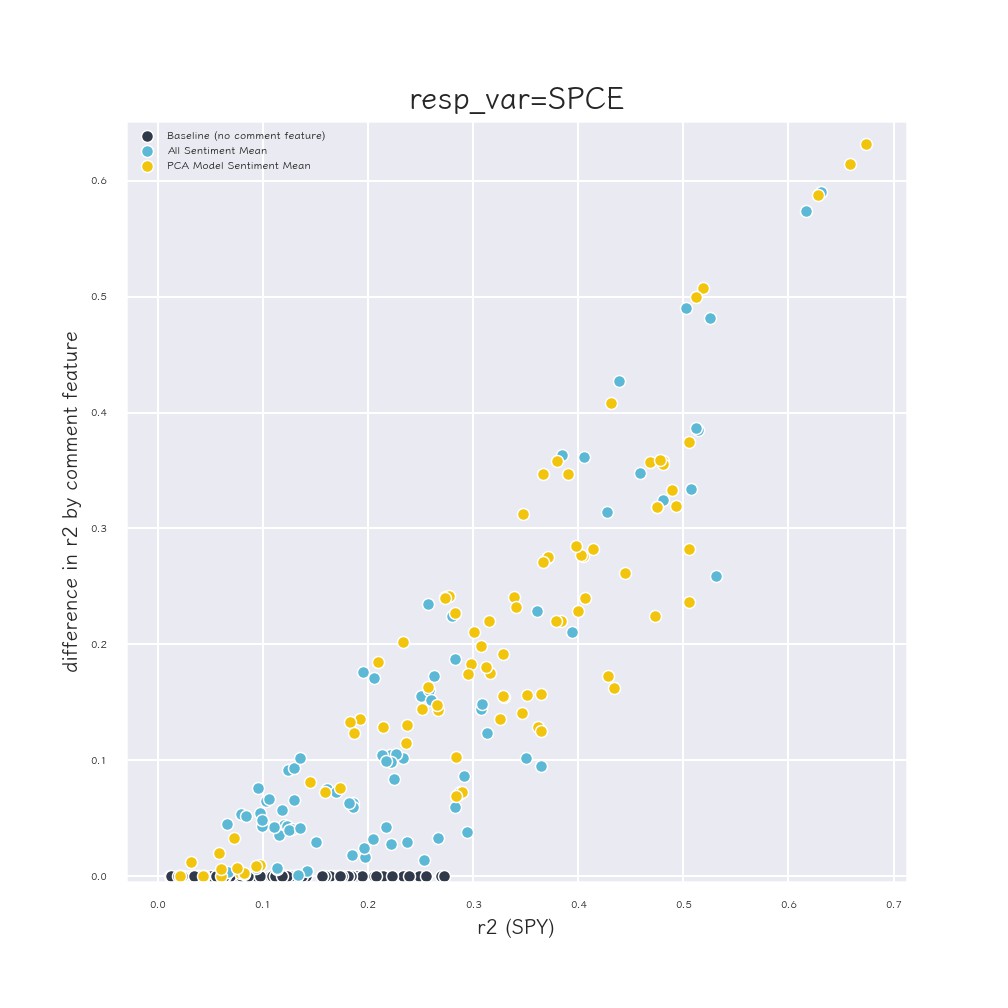 resp_var=SPCE
Baseline (no comment feature)
All Sentiment Mean
PCA Model Sentiment Mean
difference in r2 by comment feature
0.6
0.5
0.4
0.3
0.2
0.1
0.0
0.0 0.1 0.2 0.3 0.4 0.5 0.6 0.7
r2 (SPY)